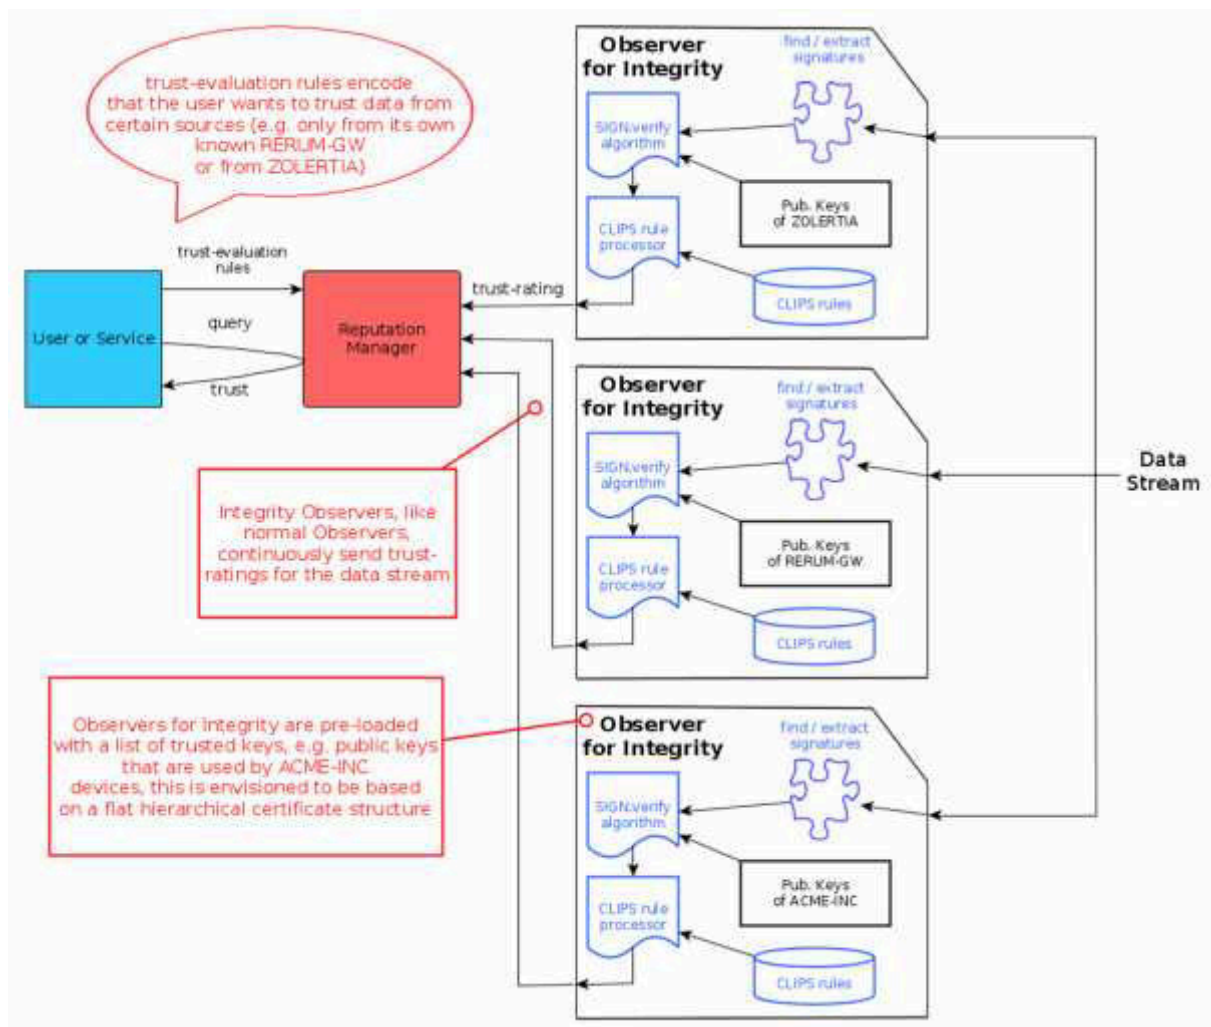 trust-evaluation rules encode
that the user wants to trust data from
certain sources (e.g. only from its own
known RERUM-GW
or from ZOLERTIA)
trust-evaluation
rules
User or Service
query
trust
Reputation
Manager
trust-rating
Integrity Observers, like
normal Observers,
continuously send trust-
ratings for the data stream
Observers for Integrity are pre-loaded
with a list of trusted keys, e.g. public keys
that are used by ACME-INC
devices, this is envisioned to be based
on a flat hierarchical certificate structure
Observer
for Integrity
find / extract
signatures
SIGN.verify
algorithm
Pub. Keys
of ZOLERTIA
CLIPS rule
processor
CLIPS rules
Observer
for Integrity
find / extract
signatures
SIGN.verify
algorithm
Pub. Keys
of RERUM-GW
CLIPS rule
processor
CLIPS rules
Observer
for Integrity
find / extract
signatures
SIGN.verify
algorithm
Pub. Keys
of ACME-INC
CLIPS rule
processor
CLIPS rules
Data
Stream